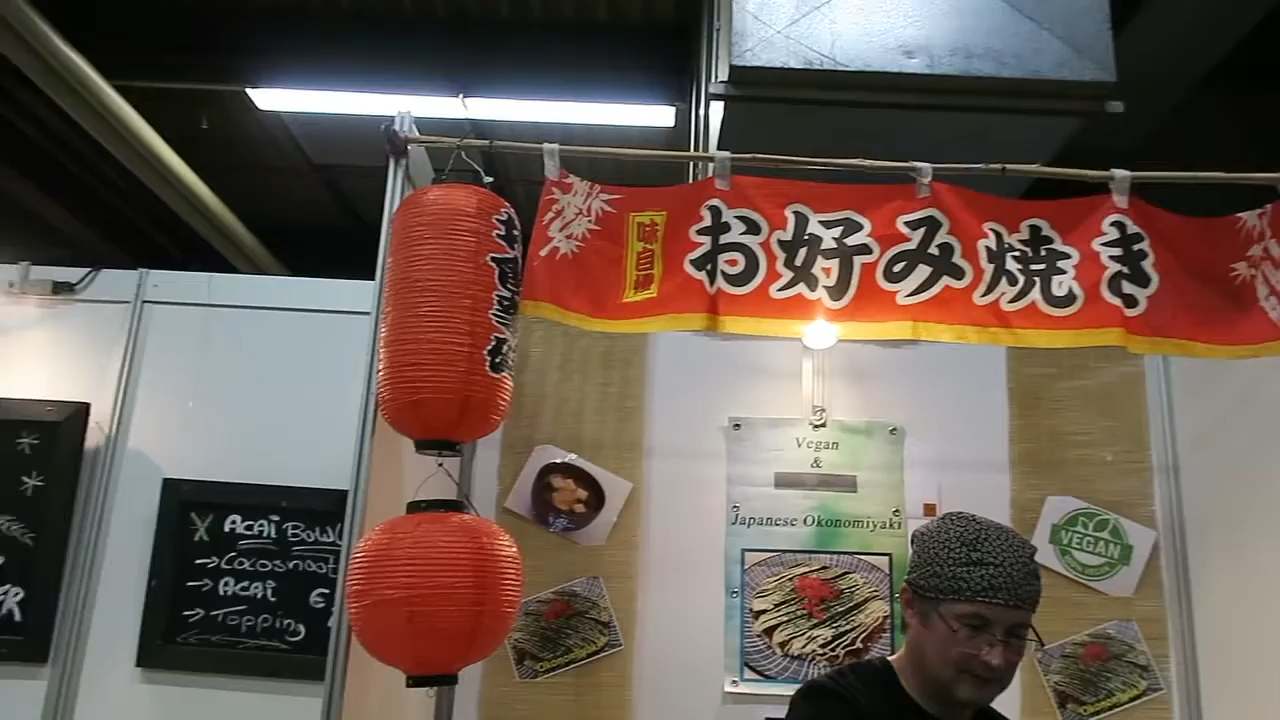 味自慢
お好み焼き
Vegan
&
Japanese Okonomiyaki
VEGAN
X ACAi BOWL
→Cocosnoot
→ACAi €
→Topping